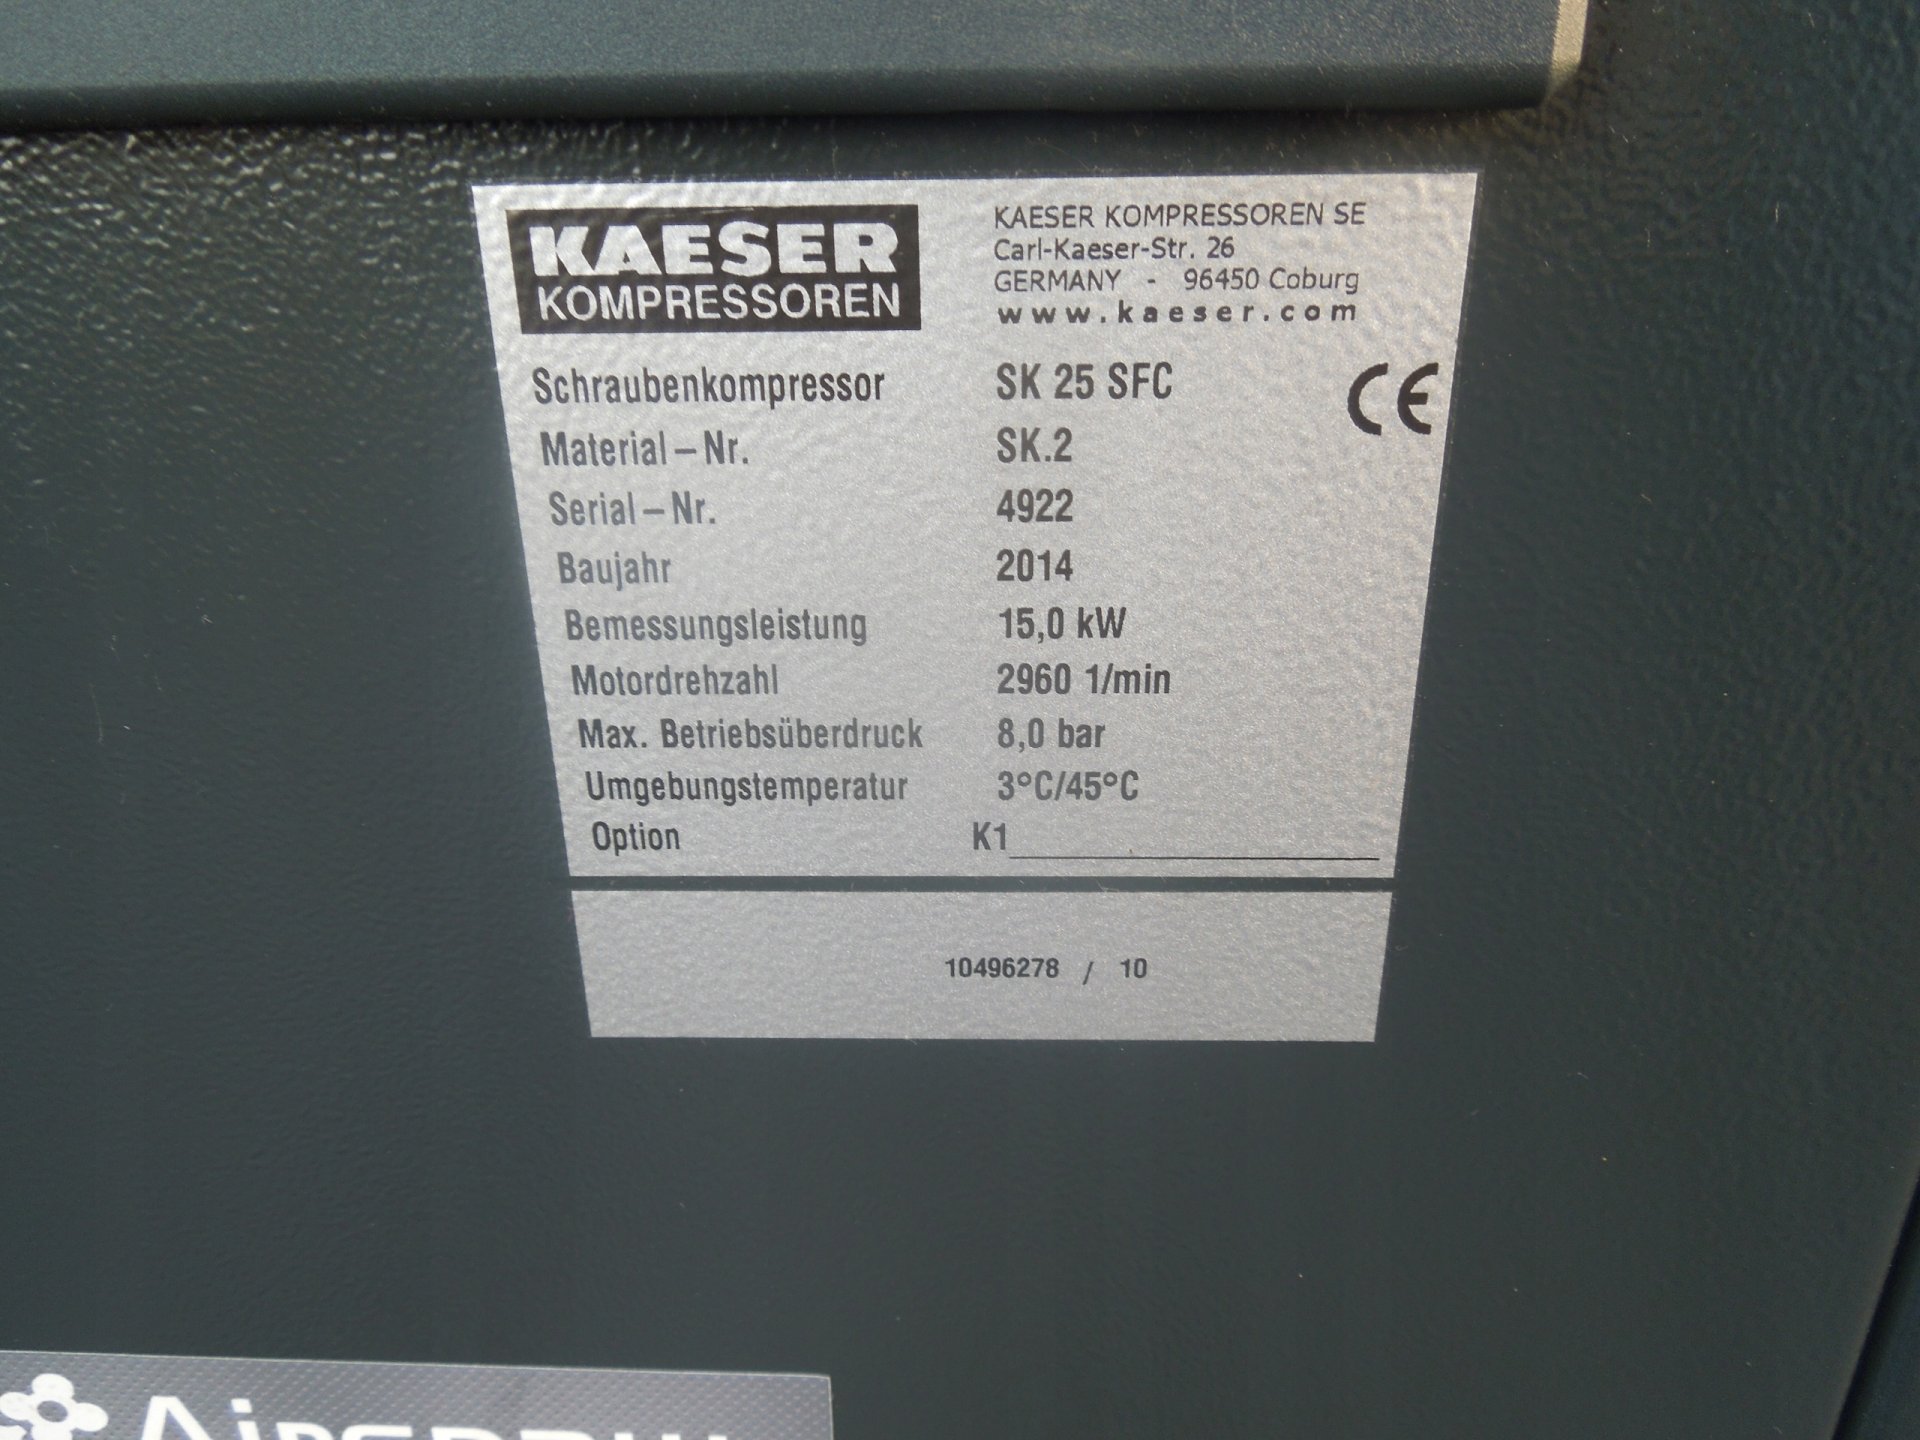 KAESER
KOMPRESSOREN
KAESER KOMPRESSOREN SE
Carl-Kaeser-Str. 26
GERMANY - 96450 Coburg
www.kaeser.com
CE
Schraubenkompressor SK 25 SFC
Material – Nr. SK.2
Serial – Nr. 4922
Baujahr 2014
Bemessungsleistung 15,0 kW
Motordrehzahl 2960 1/min
Max. Betriebsüberdruck 8,0 bar
Umgebungstemperatur 3°C/45°C
Option K1
10496278 / 10